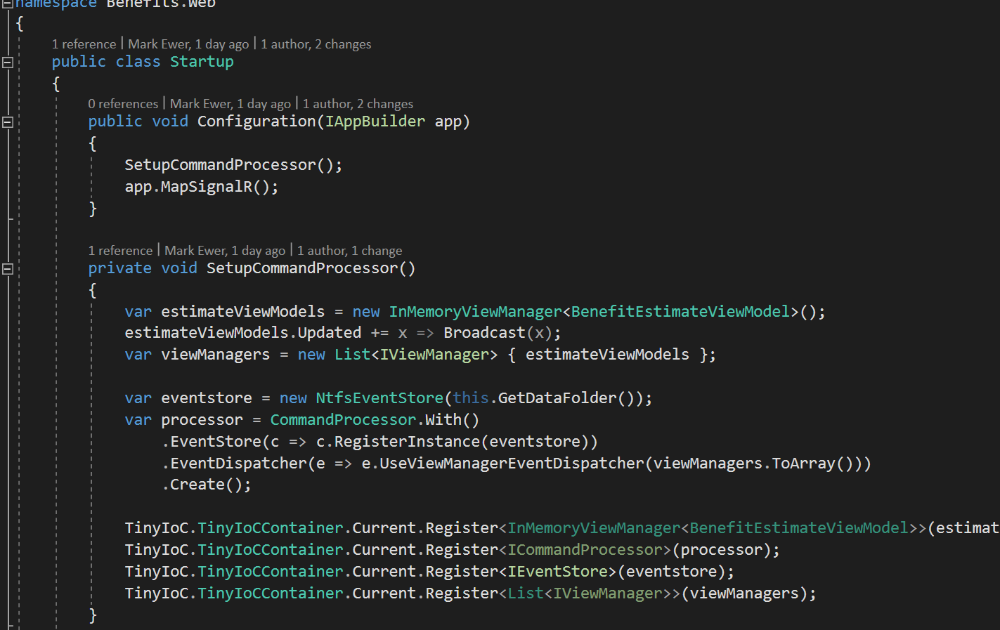 namespace Benefits.Web
{
1 reference | Mark Ewer, 1 day ago | 1 author, 2 changes
public class Startup
{
0 references | Mark Ewer, 1 day ago | 1 author, 2 changes
public void Configuration(IAppBuilder app)
{
SetupCommandProcessor();
app.MapSignalR();
}
1 reference | Mark Ewer, 1 day ago | 1 author, 1 change
private void SetupCommandProcessor()
{
var estimateViewModels = new InMemoryViewManager<BenefitEstimateViewModel>();
estimateViewModels.Updated += x => Broadcast(x);
var viewManagers = new List<IViewManager> { estimateViewModels };
var eventstore = new NtfsEventStore(this.GetDataFolder());
var processor = CommandProcessor.With()
.EventStore(c => c.RegisterInstance(eventstore))
.EventDispatcher(e => e.UseViewManagerEventDispatcher(viewManagers.ToArray()))
.Create();
TinyIoC.TinyIoCContainer.Current.Register<InMemoryViewManager<BenefitEstimateViewModel>>(estimat
TinyIoC.TinyIoCContainer.Current.Register<ICommandProcessor>(processor);
TinyIoC.TinyIoCContainer.Current.Register<IEventStore>(eventstore);
TinyIoC.TinyIoCContainer.Current.Register<List<IViewManager>>(viewManagers);
}